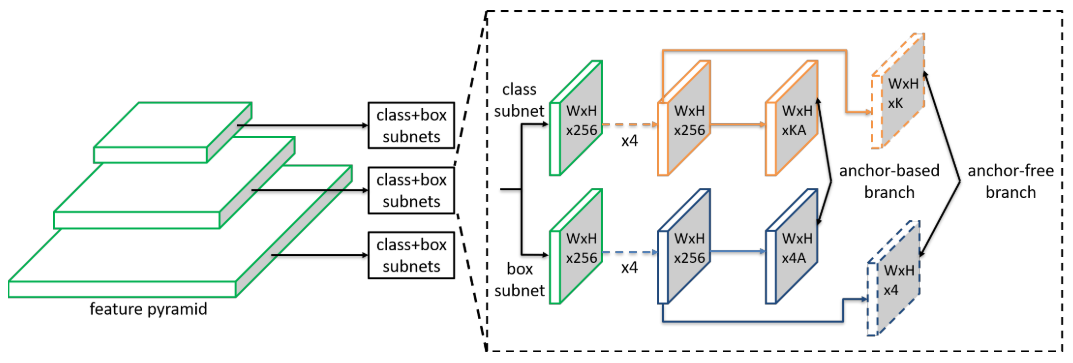 class+box
subnets
class+box
subnets
class+box
subnets
feature pyramid
class
subnet
WxH
x256
x4
WxH
x256
WxH
xKA
WxH
xK
anchor-based
branch
anchor-free
branch
box
subnet
WxH
x256
x4
WxH
x256
WxH
x4A
WxH
x4